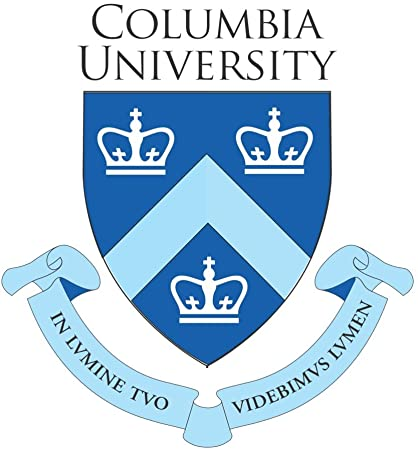 COLUMBIA
UNIVERSITY
IN LVMINE TVO
VIDEBIMVS LVMEN